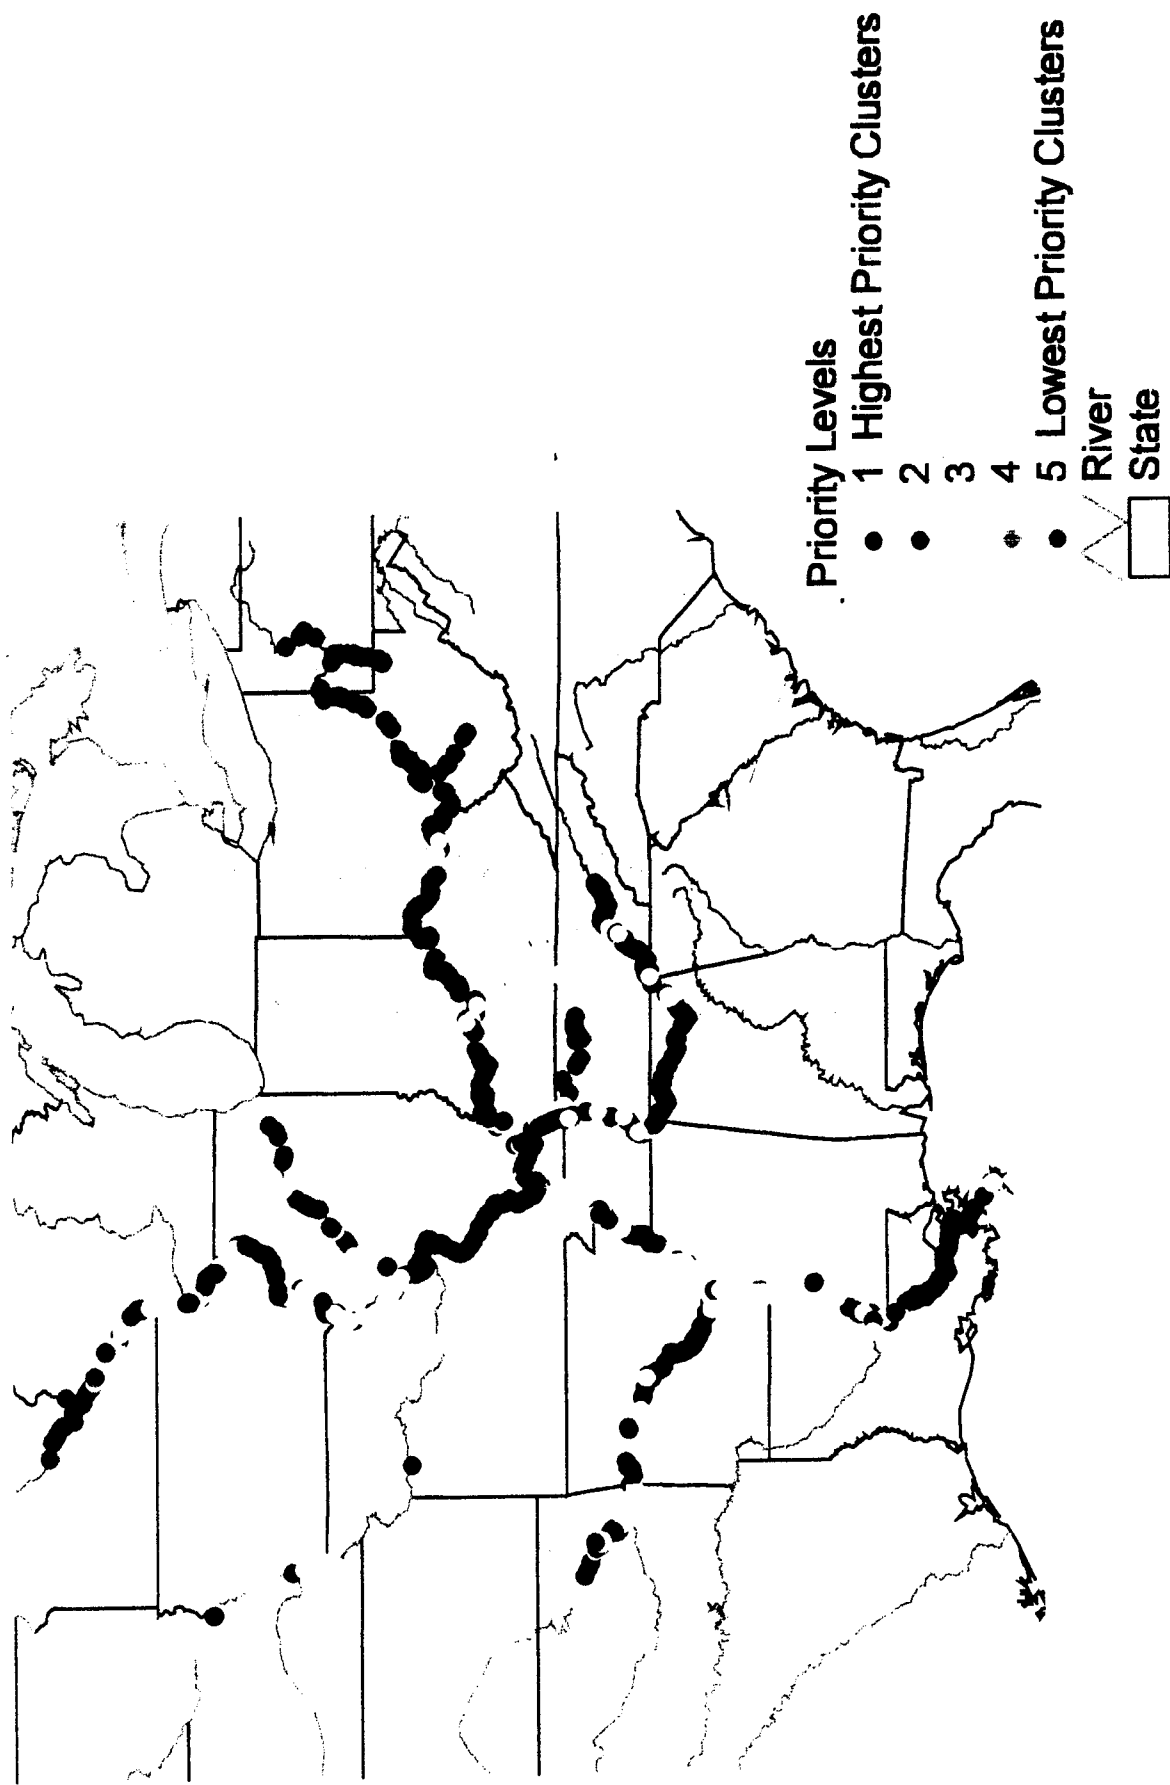 Priority Levels
1 Highest Priority Clusters
2
3
4
5 Lowest Priority Clusters
River
State